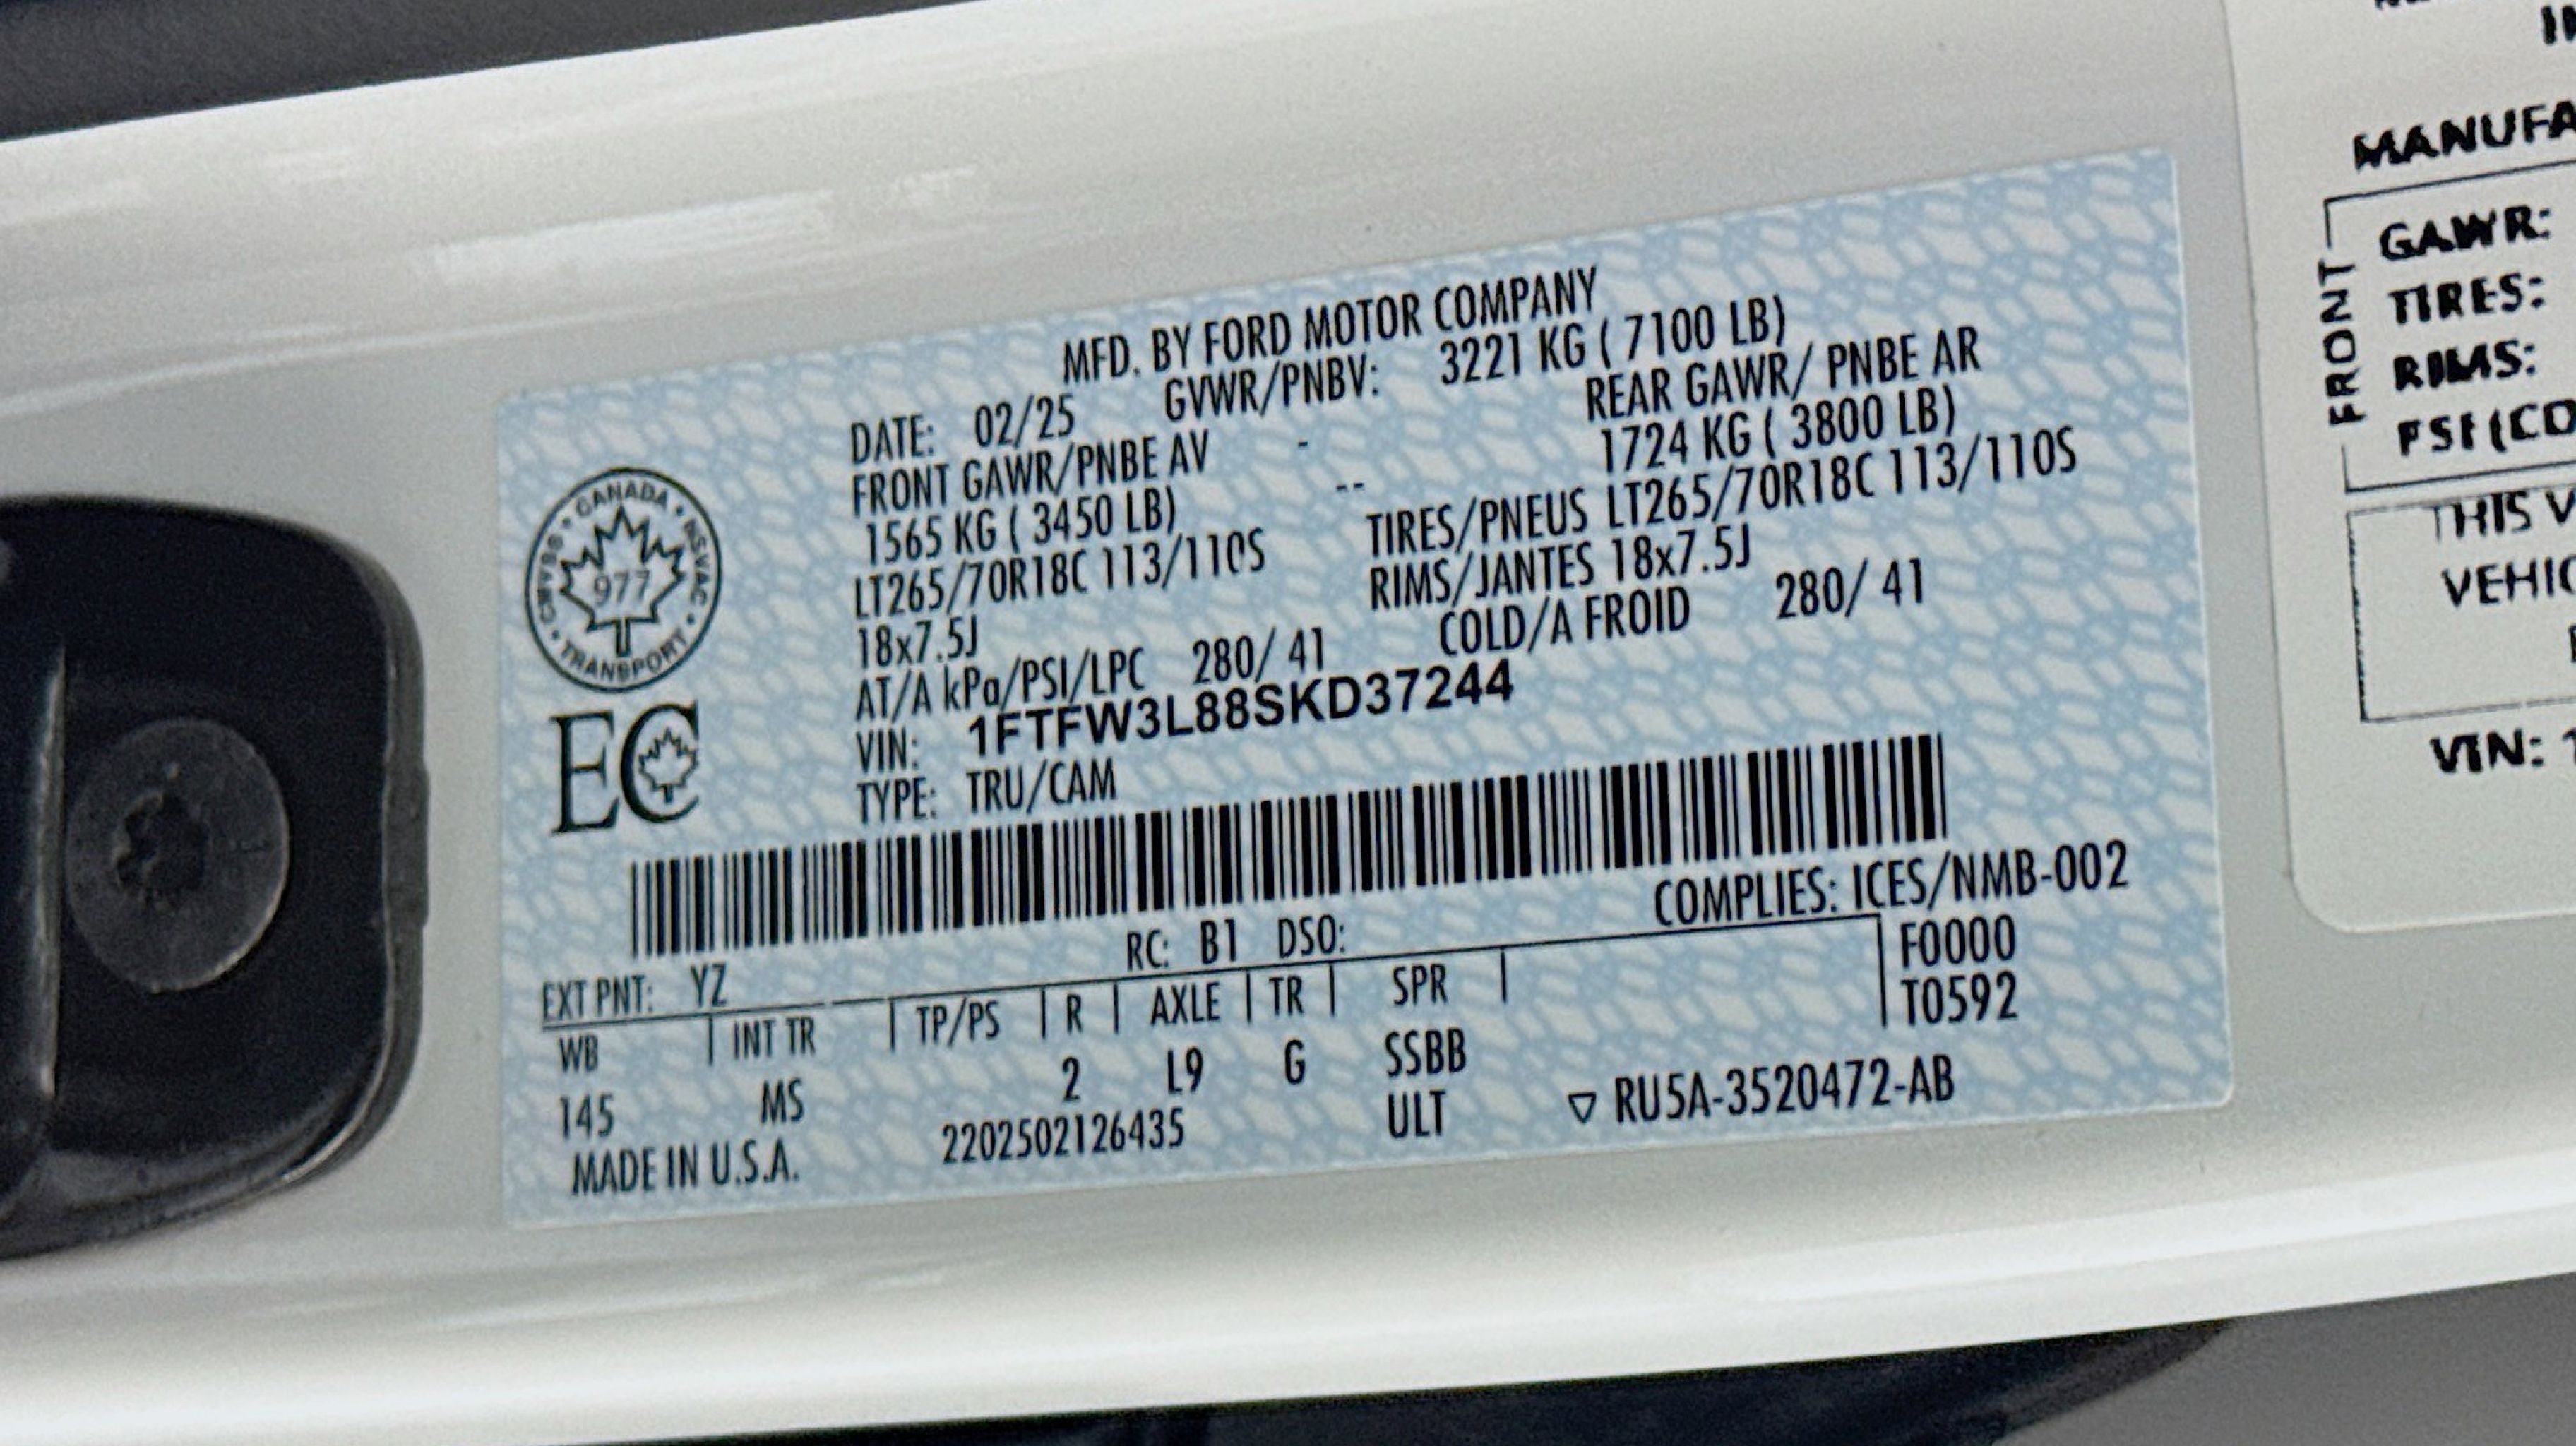 MFD. BY FORD MOTOR COMPANY
DATE: 02/25 GVWR/PNBV: 3221 KG ( 7100 LB)
FRONT GAWR/PNBE AV - REAR GAWR/ PNBE AR
1565 KG ( 3450 LB) -- 1724 KG ( 3800 LB)
LT265/70R18C 113/110S TIRES/PNEUS LT265/70R18C 113/110S
18x7.5J RIMS/JANTES 18x7.5J
AT/A kPa/PSI/LPC 280/ 41 COLD/A FROID 280/ 41
VIN: 1FTFW3L88SKD37244
TYPE: TRU/CAM
CANADA • NSVAC • TRANSPORT • CMVSS •
977
EC
COMPLIES: ICES/NMB-002
EXT PNT: YZ RC: B1 DSO:
F0000
WB | INT TR | TP/PS | R | AXLE | TR | SPR |
T0592
145 MS 2 L9 G SSBB
MADE IN U.S.A. 2202502126435 ULT ▽ RU5A-3520472-AB
MANUFA
FRONT
GAWR:
TIRES:
RIMS:
THIS V
VEHIC
VIN: 1